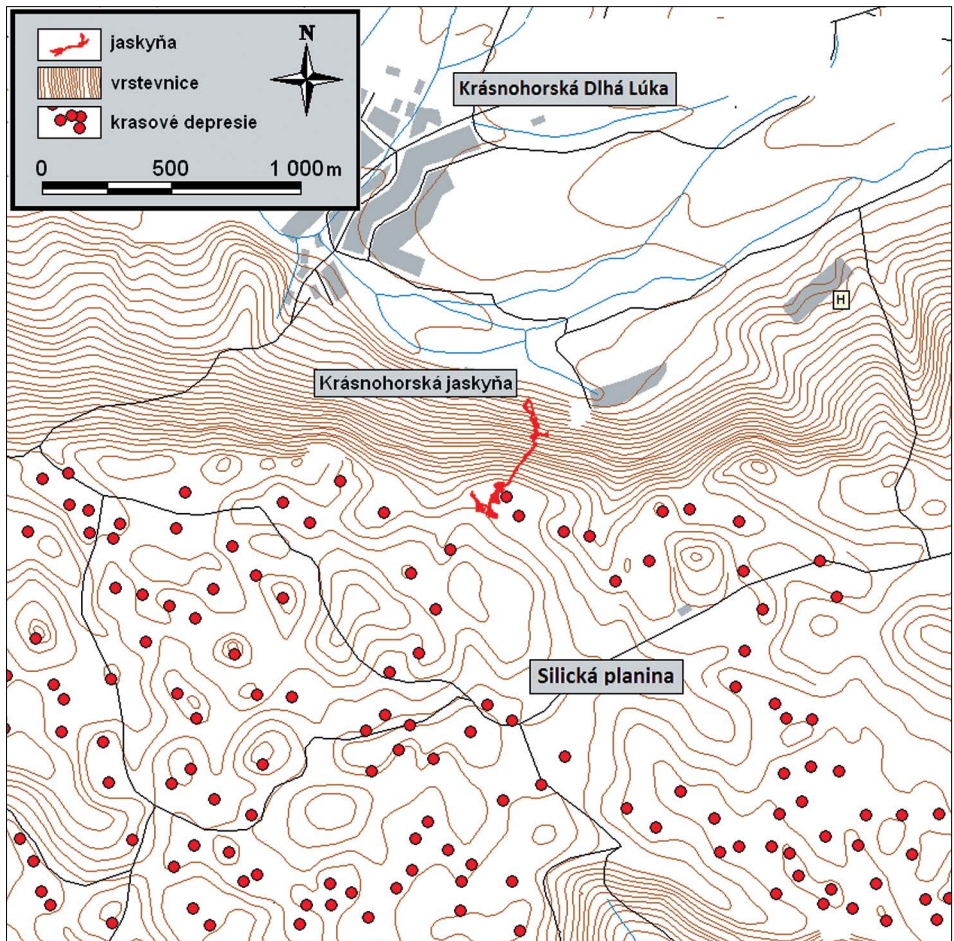 jaskyňa
N
vrstevnice
krasové depresie
0 500 1 000 m
Krásnohorská Dlhá Lúka
H
Krásnohorská jaskyňa
Silická planina